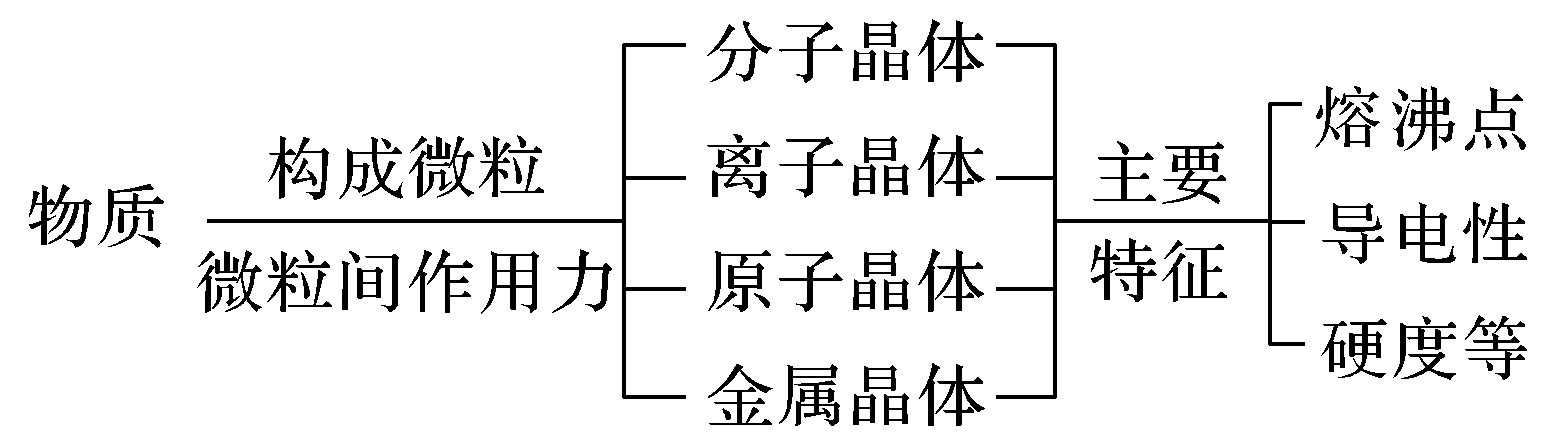 物质
构成微粒
微粒间作用力
分子晶体
离子晶体
原子晶体
金属晶体
主要
特征
熔沸点
导电性
硬度等